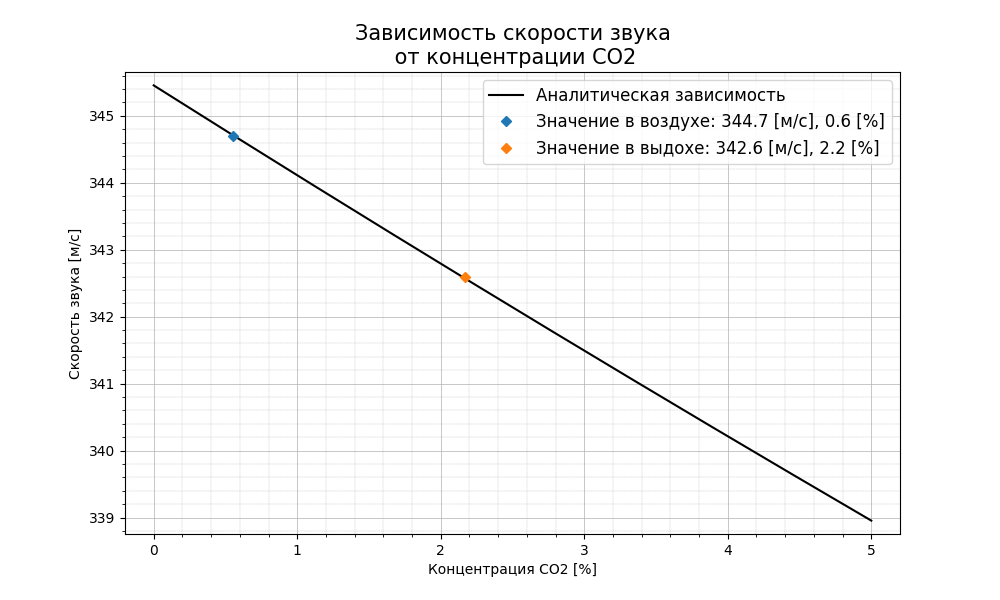 Зависимость скорости звука
от концентрации CO2
Аналитическая зависимость
Значение в воздухе: 344.7 [м/с], 0.6 [%]
Значение в выдохе: 342.6 [м/с], 2.2 [%]
Скорость звука [м/с]
345
344
343
342
341
340
339
0 1 2 3 4 5
Концентрация CO2 [%]